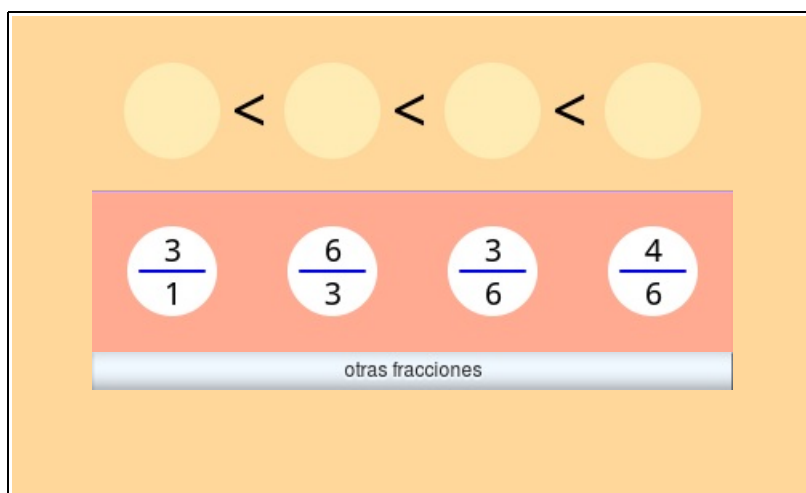 < < <
3/1 6/3 3/6 4/6
otras fracciones